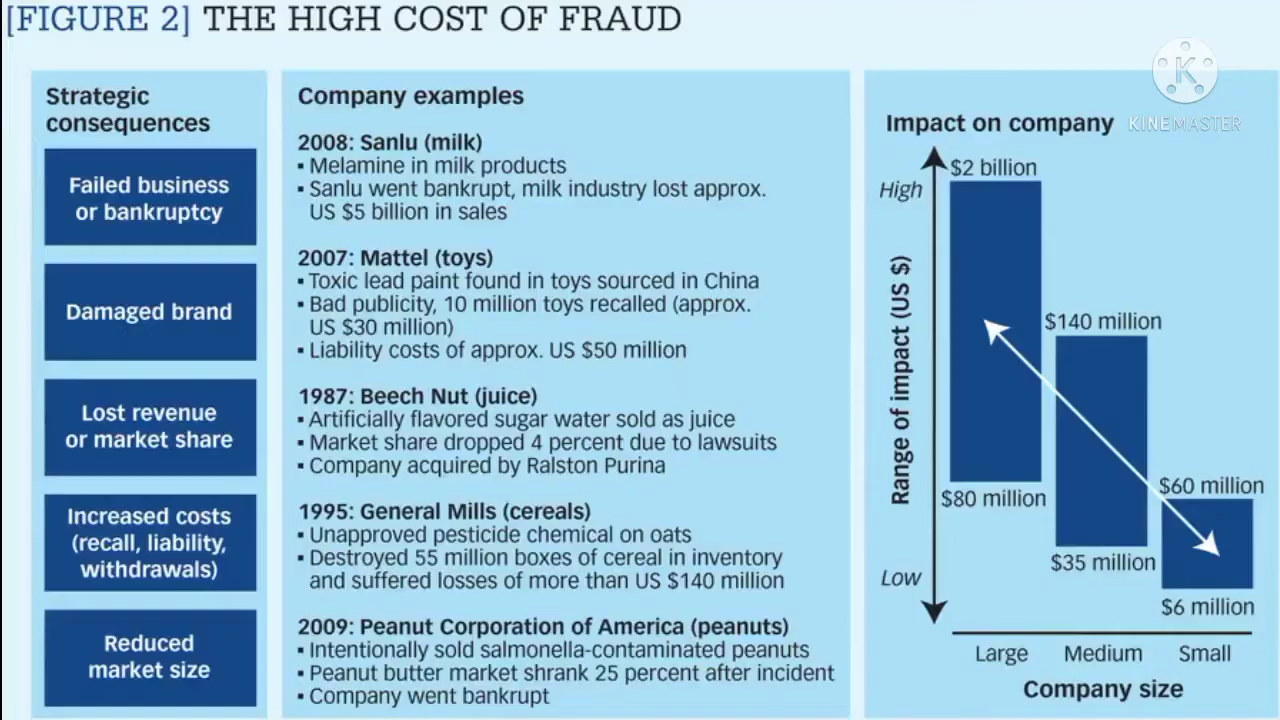 [FIGURE 2] THE HIGH COST OF FRAUD
Strategic
consequences
Failed business
or bankruptcy
Damaged brand
Lost revenue
or market share
Increased costs
(recall, liability,
withdrawals)
Reduced
market size
Company examples
2008: Sanlu (milk)
▪ Melamine in milk products
▪ Sanlu went bankrupt, milk industry lost approx.
US $5 billion in sales
2007: Mattel (toys)
▪ Toxic lead paint found in toys sourced in China
▪ Bad publicity, 10 million toys recalled (approx.
US $30 million)
▪ Liability costs of approx. US $50 million
1987: Beech Nut (juice)
▪ Artificially flavored sugar water sold as juice
▪ Market share dropped 4 percent due to lawsuits
▪ Company acquired by Ralston Purina
1995: General Mills (cereals)
▪ Unapproved pesticide chemical on oats
▪ Destroyed 55 million boxes of cereal in inventory
and suffered losses of more than US $140 million
2009: Peanut Corporation of America (peanuts)
▪ Intentionally sold salmonella-contaminated peanuts
▪ Peanut butter market shrank 25 percent after incident
▪ Company went bankrupt
K
KINEMASTER
Impact on company
High
Range of impact (US $)
Low
$2 billion
$80 million
$140 million
$35 million
$60 million
$6 million
Large
Medium
Small
Company size